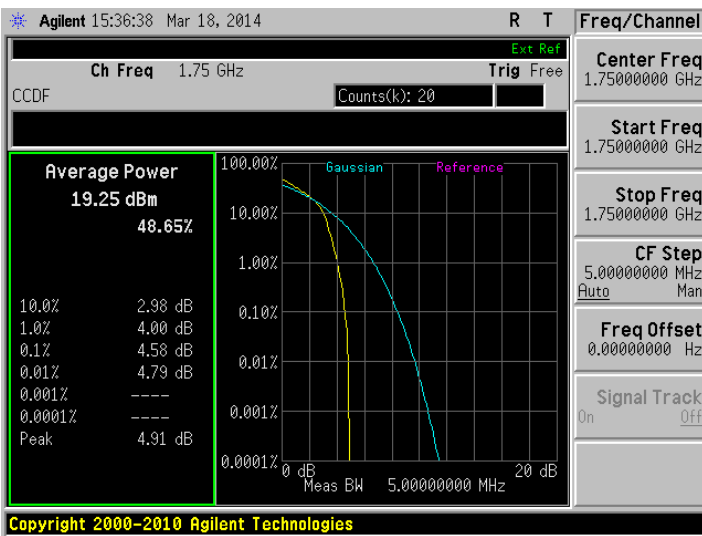 Agilent 15:36:38 Mar 18, 2014 R T
Ext Ref
Ch Freq 1.75 GHz Trig Free
CCDF Counts(k): 20
Average Power
19.25 dBm
48.65%
10.0% 2.98 dB
1.0% 4.00 dB
0.1% 4.58 dB
0.01% 4.79 dB
0.001% ----
0.0001% ----
Peak 4.91 dB
Gaussian Reference
100.00%
10.00%
1.00%
0.10%
0.01%
0.001%
0.0001%
0 dB 20 dB
Meas BW 5.00000000 MHz
Freq/Channel
Center Freq
1.75000000 GHz
Start Freq
1.75000000 GHz
Stop Freq
1.75000000 GHz
CF Step
5.00000000 MHz
Auto Man
Freq Offset
0.00000000 Hz
Signal Track
On Off
Copyright 2000-2010 Agilent Technologies